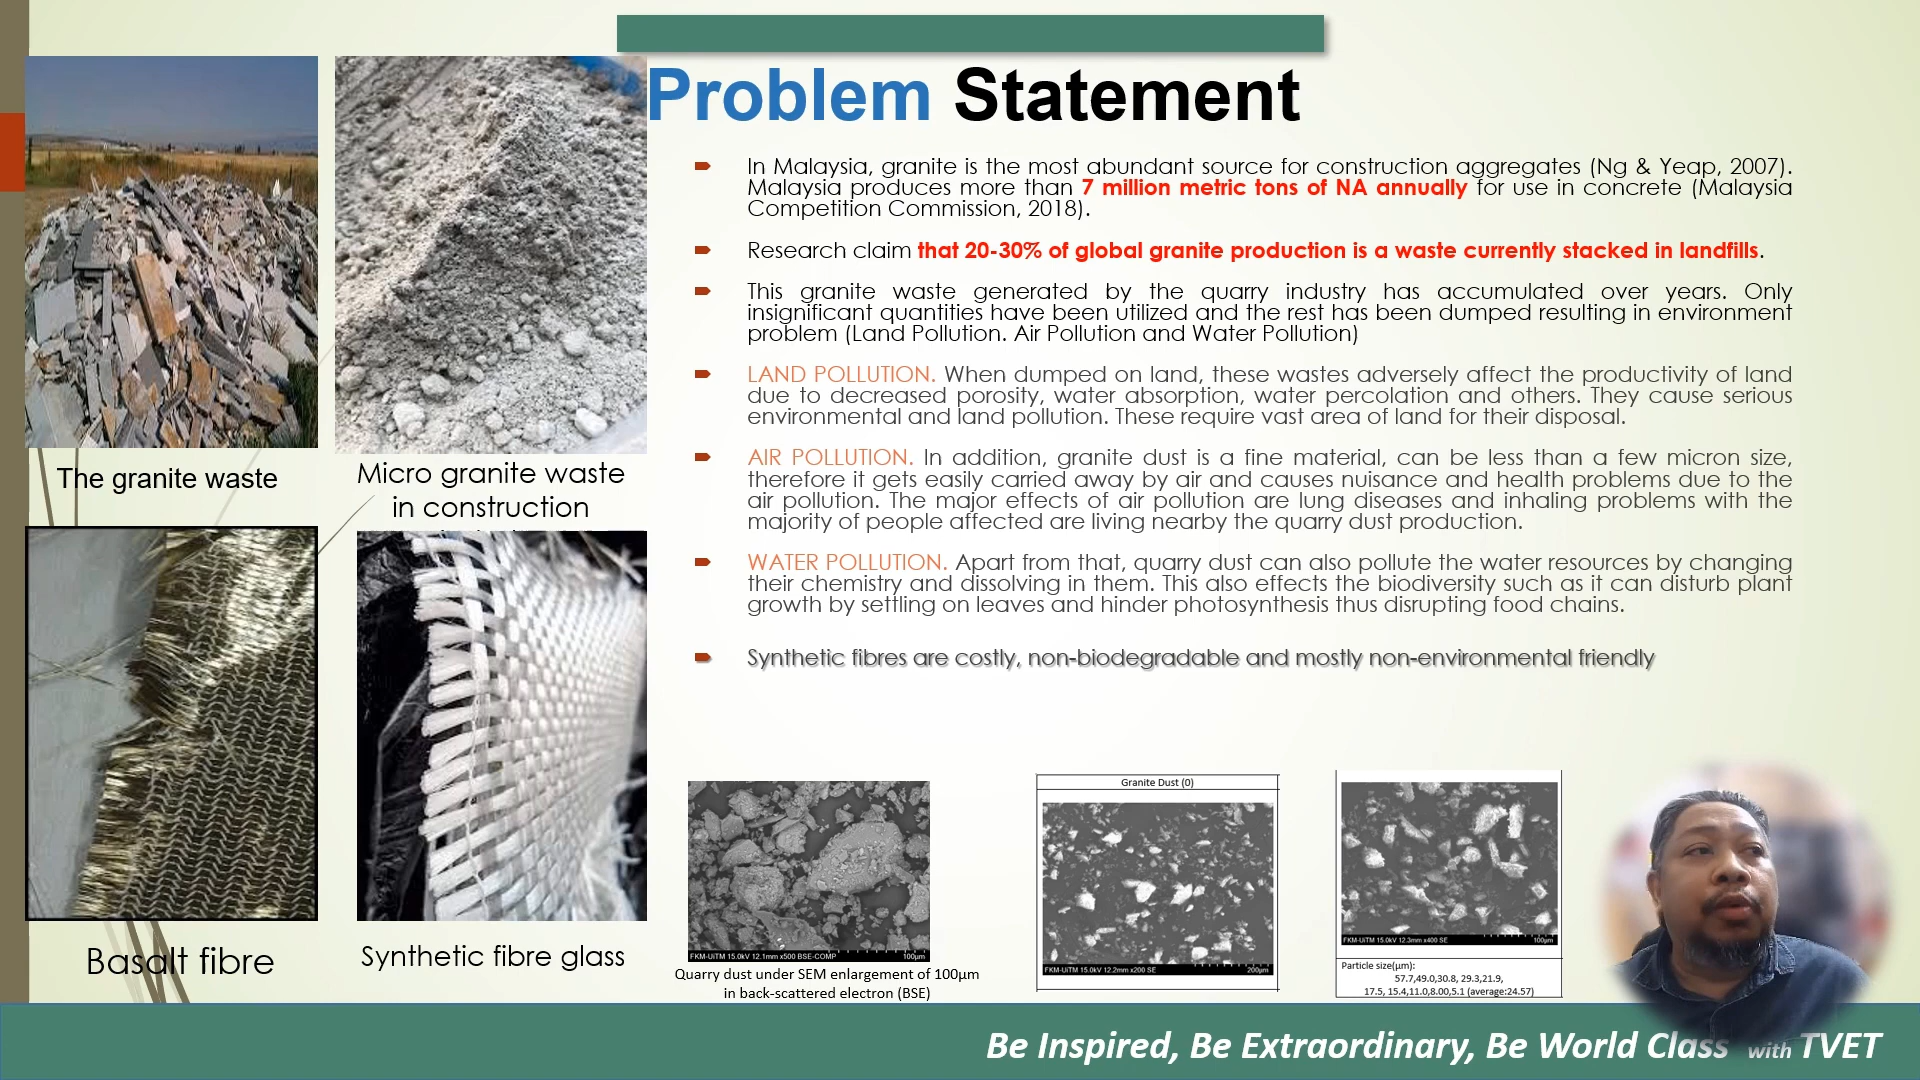 Problem Statement
In Malaysia, granite is the most abundant source for construction aggregates (Ng & Yeap, 2007).
Malaysia produces more than 7 million metric tons of NA annually for use in concrete (Malaysia
Competition Commission, 2018).
Research claim that 20-30% of global granite production is a waste currently stacked in landfills.
This granite waste generated by the quarry industry has accumulated over years. Only
insignificant quantities have been utilized and the rest has been dumped resulting in environment
problem (Land Pollution. Air Pollution and Water Pollution)
LAND POLLUTION. When dumped on land, these wastes adversely affect the productivity of land
due to decreased porosity, water absorption, water percolation and others. They cause serious
environmental and land pollution. These require vast area of land for their disposal.
AIR POLLUTION. In addition, granite dust is a fine material, can be less than a few micron size,
therefore it gets easily carried away by air and causes nuisance and health problems due to the
air pollution. The major effects of air pollution are lung diseases and inhaling problems with the
majority of people affected are living nearby the quarry dust production.
WATER POLLUTION. Apart from that, quarry dust can also pollute the water resources by changing
their chemistry and dissolving in them. This also effects the biodiversity such as it can disturb plant
growth by settling on leaves and hinder photosynthesis thus disrupting food chains.
Synthetic fibres are costly, non-biodegradable and mostly non-environmental friendly
The granite waste
Micro granite waste
in construction
Basalt fibre
Synthetic fibre glass
FKM-UiTM 15.0kV 12.1mm x500 BSE-COMP 100µm
Quarry dust under SEM enlargement of 100µm
in back-scattered electron (BSE)
Granite Dust (0)
FKM-UiTM 15.0kV 12.2mm x200 SE 200µm
FKM-UiTM 15.0kV 12.3mm x400 SE 100µm
Particle size(µm):
57.7,49.0,30.8, 29.3,21.9,
17.5, 15.4,11.0,8.00,5.1 (average:24.57)
Be Inspired, Be Extraordinary, Be World Class with TVET